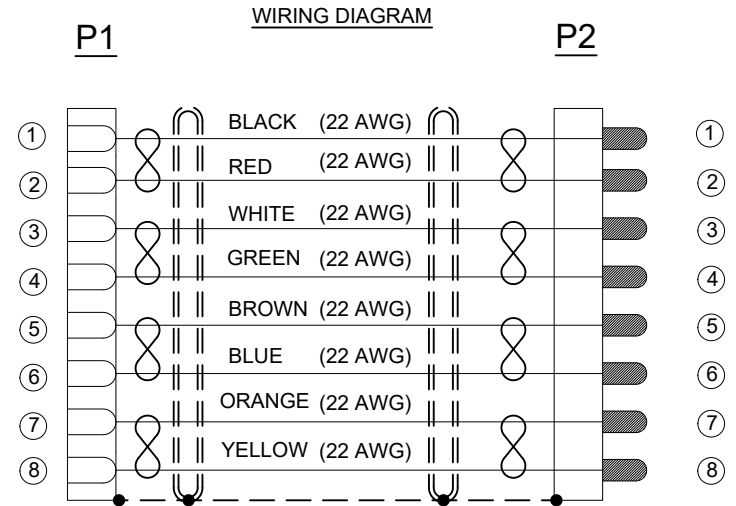 WIRING DIAGRAM
P1 P2
1 BLACK (22 AWG) 1
2 RED (22 AWG) 2
3 WHITE (22 AWG) 3
4 GREEN (22 AWG) 4
5 BROWN (22 AWG) 5
6 BLUE (22 AWG) 6
7 ORANGE (22 AWG) 7
8 YELLOW (22 AWG) 8